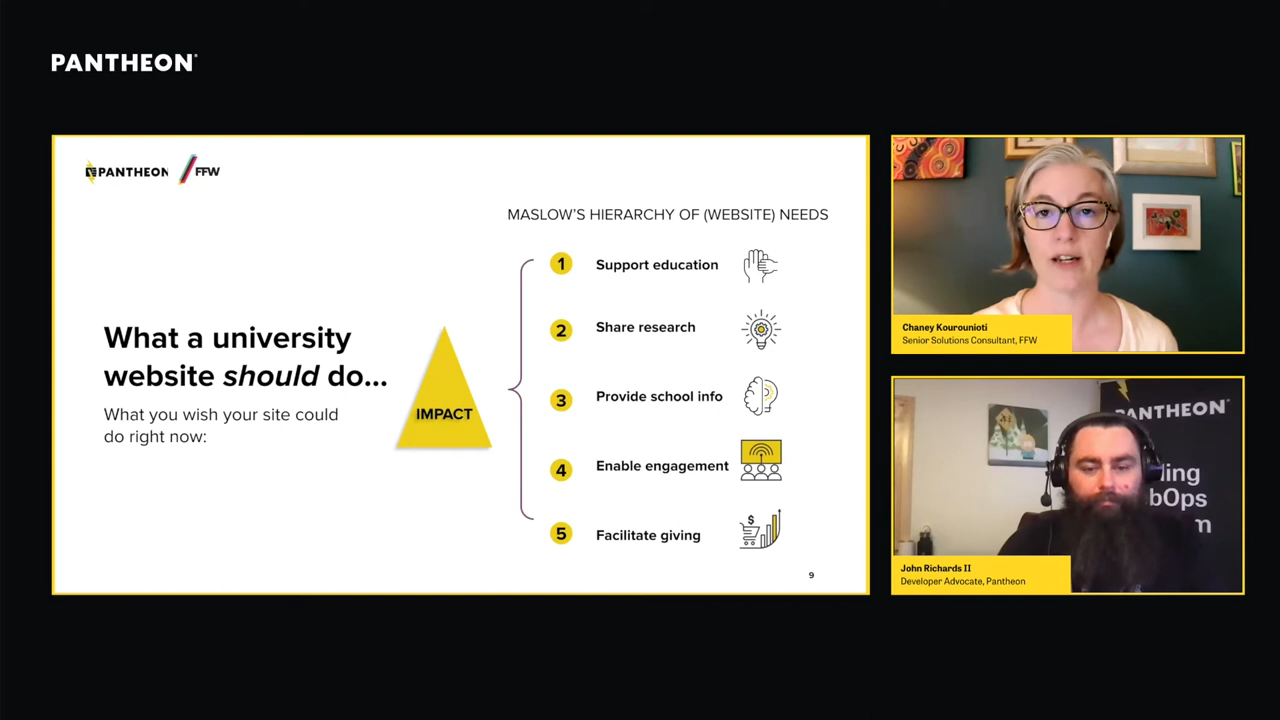 PANTHEON
PANTHEON
FFW
MASLOW'S HIERARCHY OF (WEBSITE) NEEDS
What a university
website should do...
What you wish your site could
do right now:
IMPACT
1 Support education
2 Share research
3 Provide school info
4 Enable engagement
5 Facilitate giving
9
Chaney Kourounioti
Senior Solutions Consultant, FFW
PANTHEON
John Richards II
Developer Advocate, Pantheon